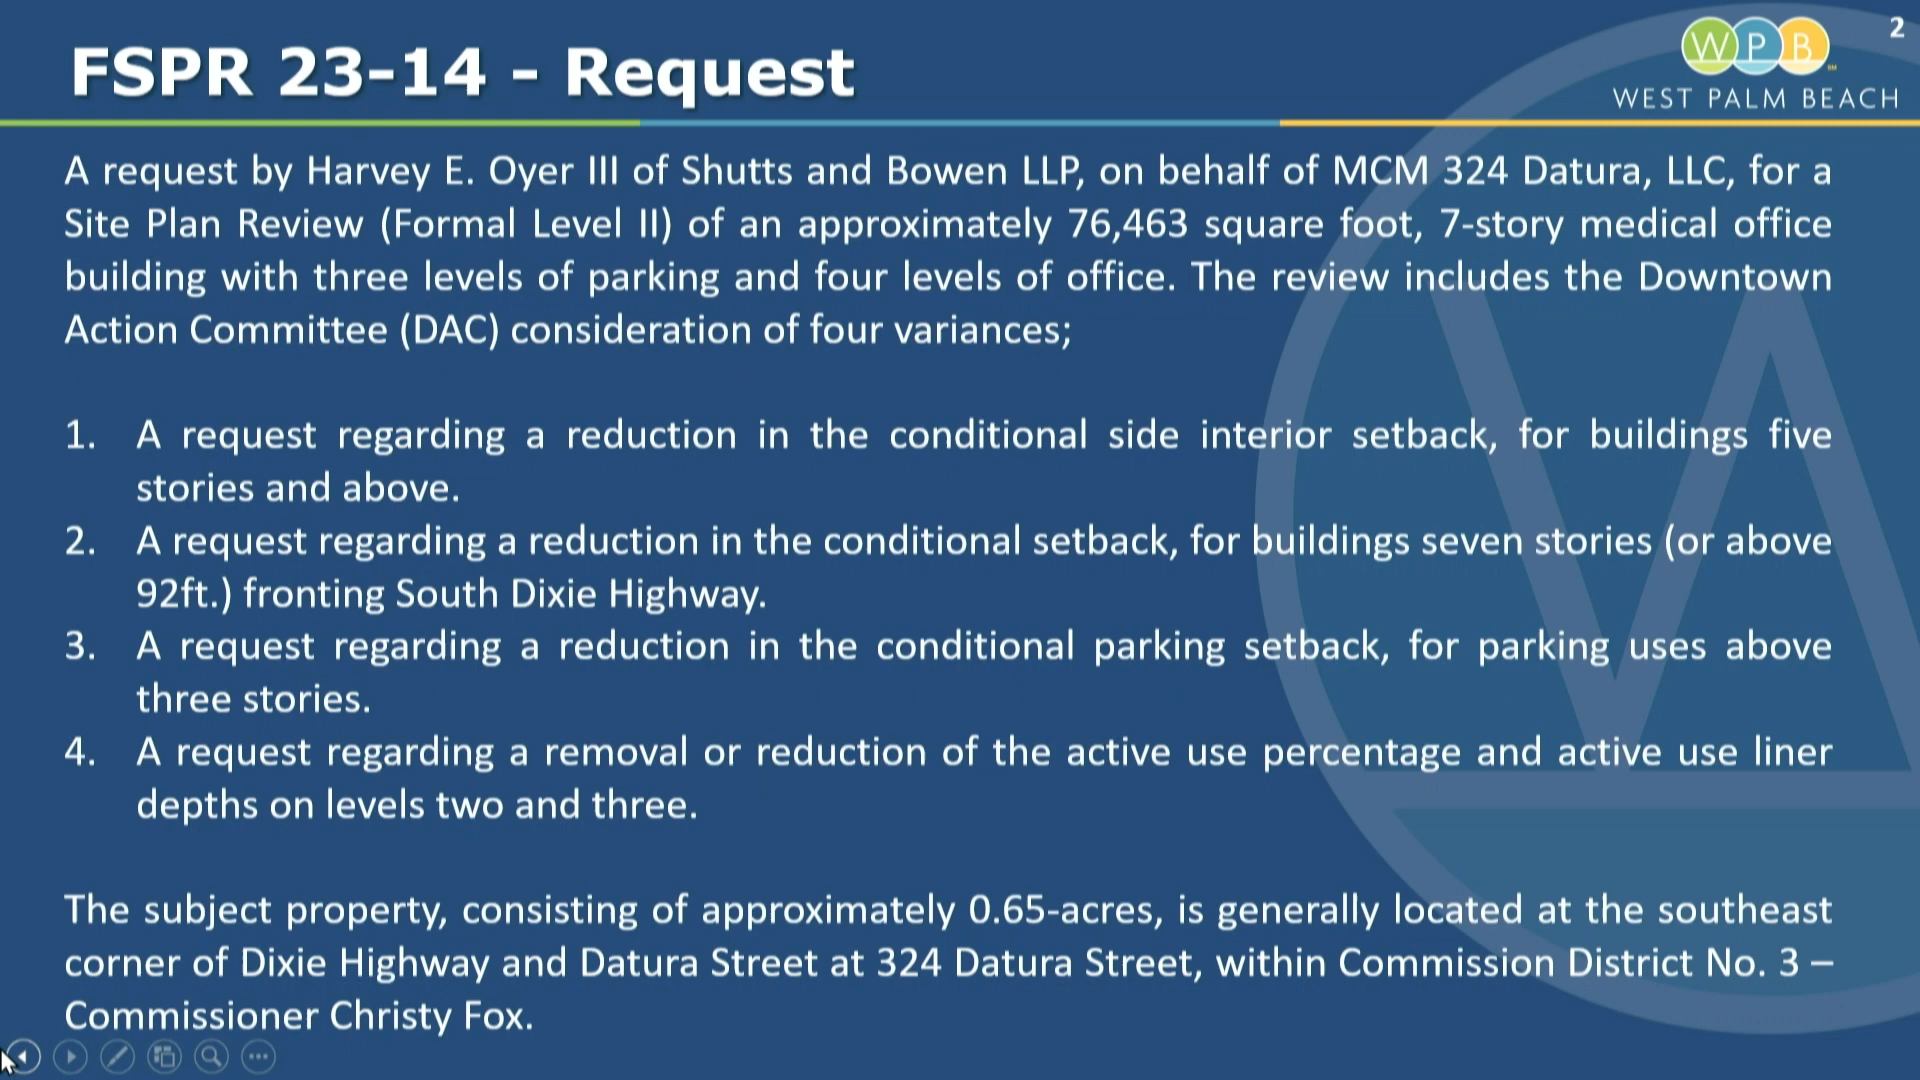 FSPR 23-14 - Request
2
WPB
WEST PALM BEACH
A request by Harvey E. Oyer III of Shutts and Bowen LLP, on behalf of MCM 324 Datura, LLC, for a
Site Plan Review (Formal Level II) of an approximately 76,463 square foot, 7-story medical office
building with three levels of parking and four levels of office. The review includes the Downtown
Action Committee (DAC) consideration of four variances;
1. A request regarding a reduction in the conditional side interior setback, for buildings five
stories and above.
2. A request regarding a reduction in the conditional setback, for buildings seven stories (or above
92ft.) fronting South Dixie Highway.
3. A request regarding a reduction in the conditional parking setback, for parking uses above
three stories.
4. A request regarding a removal or reduction of the active use percentage and active use liner
depths on levels two and three.
The subject property, consisting of approximately 0.65-acres, is generally located at the southeast
corner of Dixie Highway and Datura Street at 324 Datura Street, within Commission District No. 3 –
Commissioner Christy Fox.